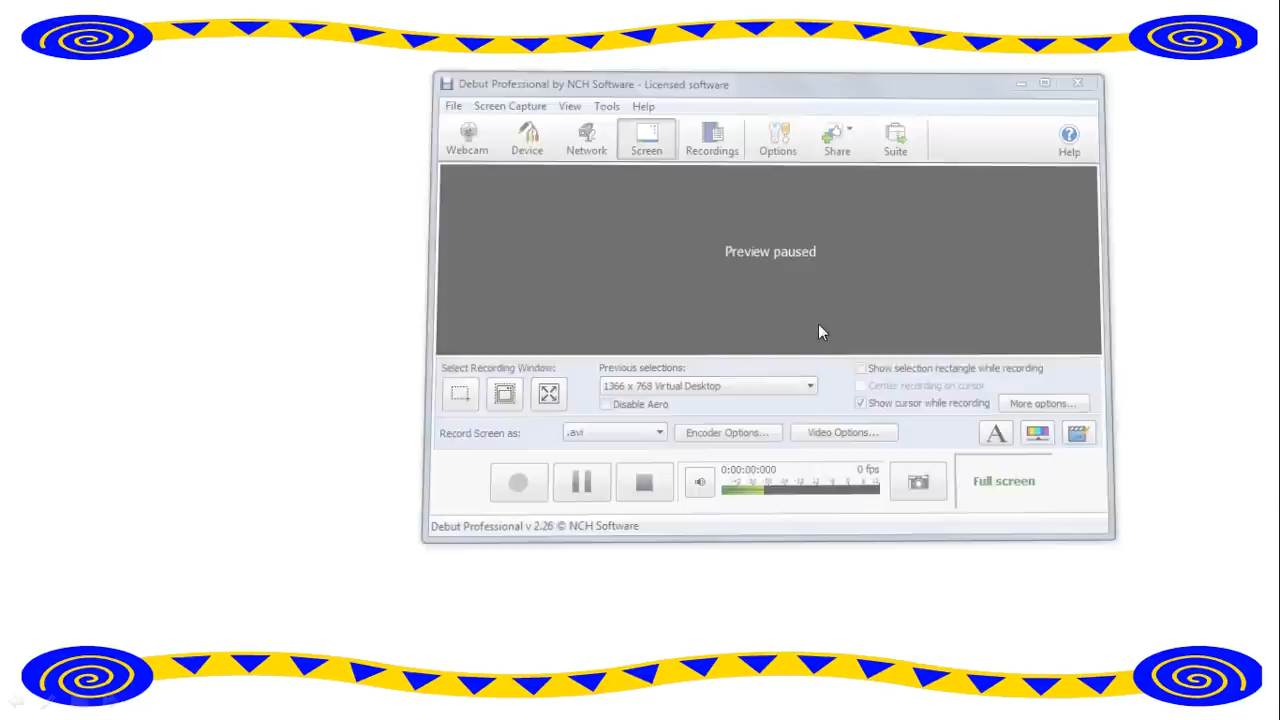 Debut Professional by NCH Software - Licensed software
File Screen Capture View Tools Help
Webcam Device Network Screen Recordings Options Share Suite Help
Preview paused
Select Recording Window:
Previous selections:
1366 x 768 Virtual Desktop
Disable Aero
Show selection rectangle while recording
Center recording on cursor
Show cursor while recording
More options...
Record Screen as: .avi Encoder Options... Video Options... A
0:00:00:000 0 fps
Full screen
Debut Professional v 2.26 © NCH Software